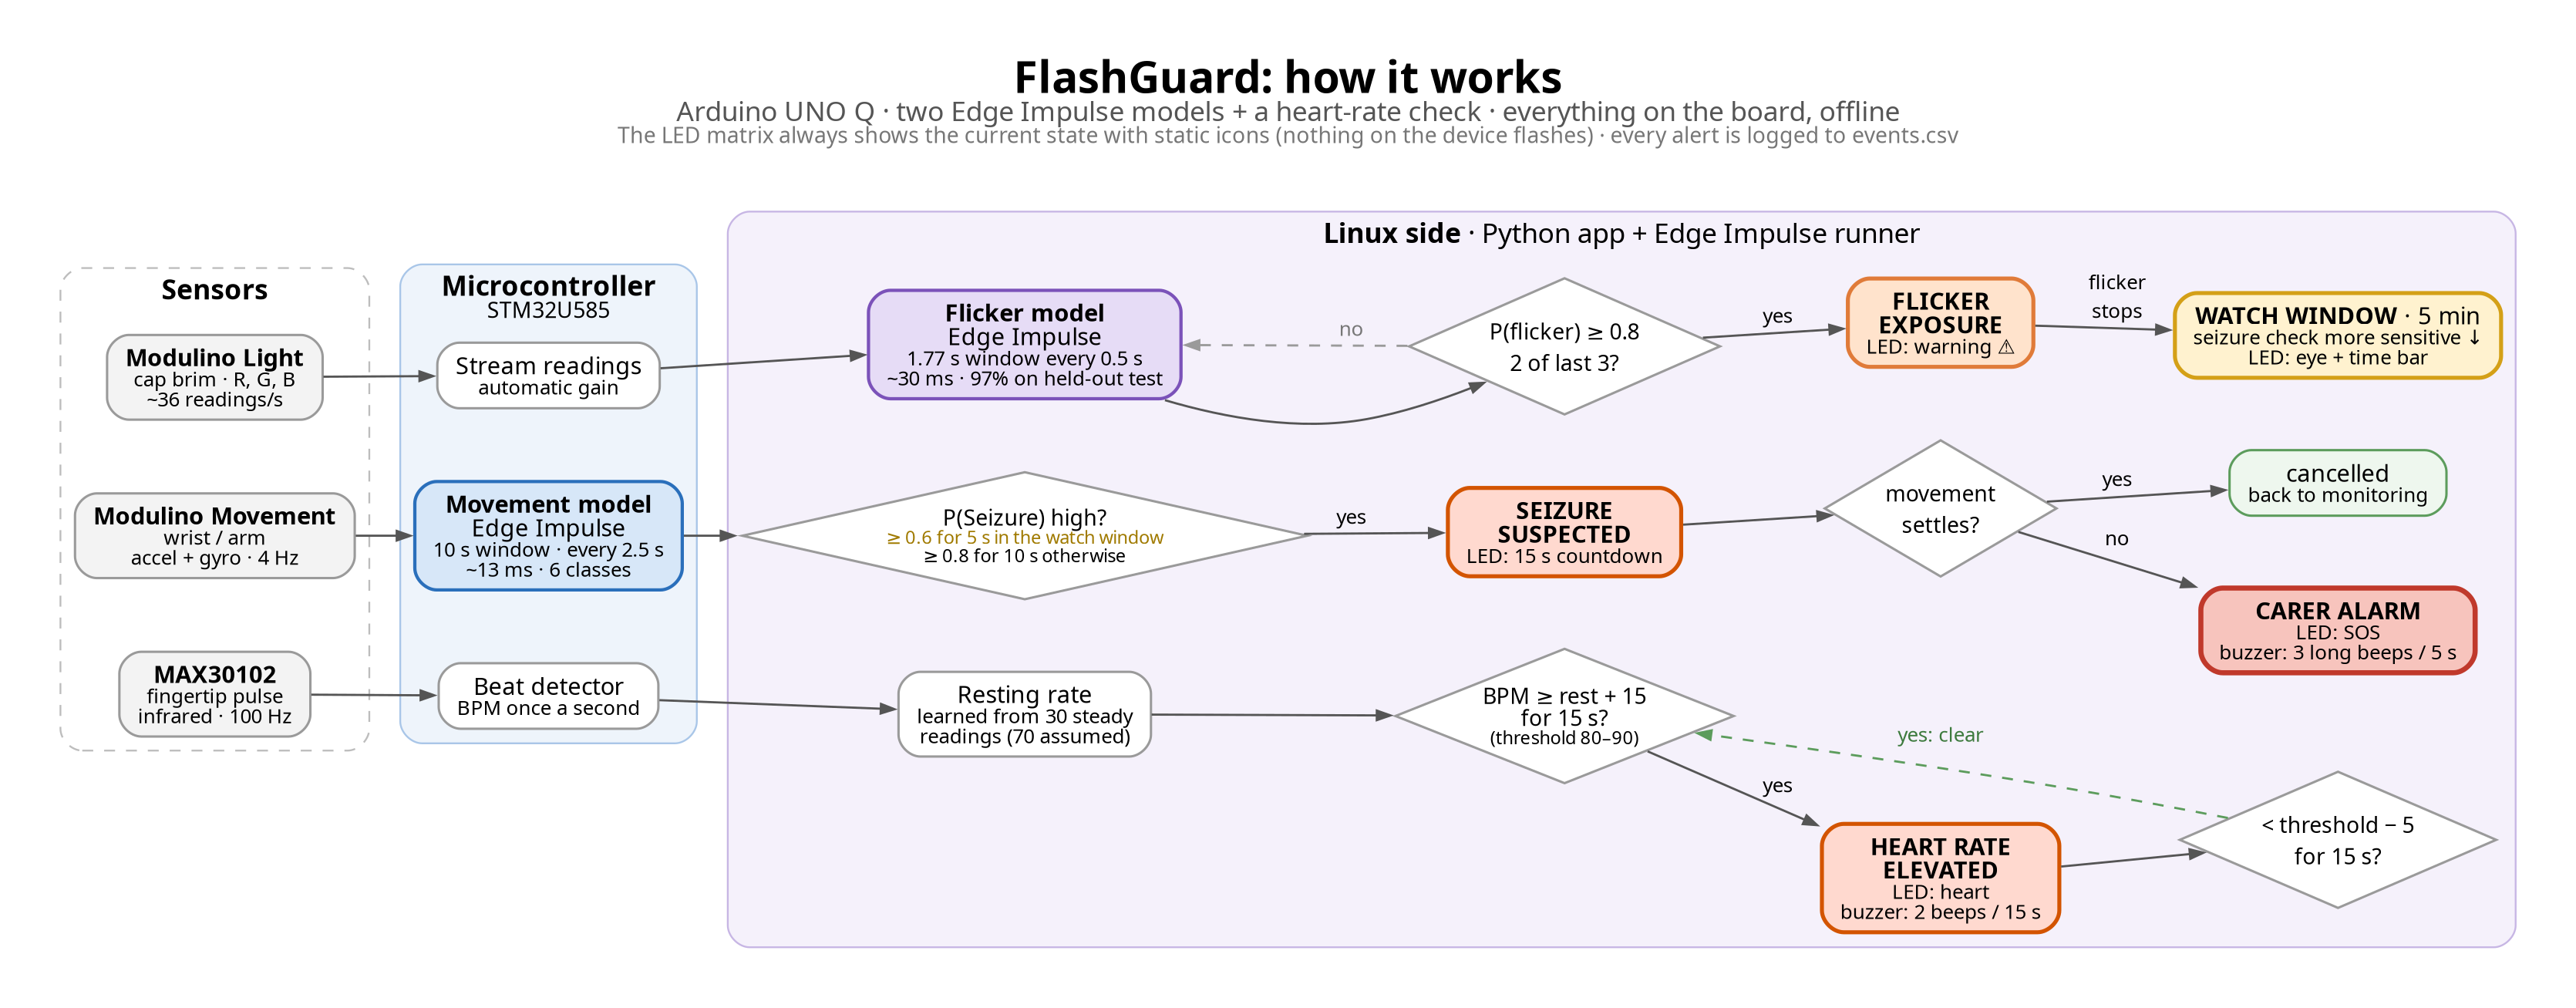 FlashGuard: how it works
Arduino UNO Q · two Edge Impulse models + a heart-rate check · everything on the board, offline
The LED matrix always shows the current state with static icons (nothing on the device flashes) · every alert is logged to events.csv
Sensors
Modulino Light
cap brim · R, G, B
~36 readings/s
Modulino Movement
wrist / arm
accel + gyro · 4 Hz
MAX30102
fingertip pulse
infrared · 100 Hz
Microcontroller
STM32U585
Stream readings
automatic gain
Movement model
Edge Impulse
10 s window · every 2.5 s
~13 ms · 6 classes
Beat detector
BPM once a second
Linux side · Python app + Edge Impulse runner
Flicker model
Edge Impulse
1.77 s window every 0.5 s
~30 ms · 97% on held-out test
no
P(flicker) ≥ 0.8
2 of last 3?
yes
FLICKER
EXPOSURE
LED: warning ⚠
flicker
stops
WATCH WINDOW · 5 min
seizure check more sensitive ↓
LED: eye + time bar
P(Seizure) high?
≥ 0.6 for 5 s in the watch window
≥ 0.8 for 10 s otherwise
yes
SEIZURE
SUSPECTED
LED: 15 s countdown
movement
settles?
yes
cancelled
back to monitoring
no
CARER ALARM
LED: SOS
buzzer: 3 long beeps / 5 s
Resting rate
learned from 30 steady
readings (70 assumed)
BPM ≥ rest + 15
for 15 s?
(threshold 80–90)
yes: clear
yes
HEART RATE
ELEVATED
LED: heart
buzzer: 2 beeps / 15 s
< threshold − 5
for 15 s?